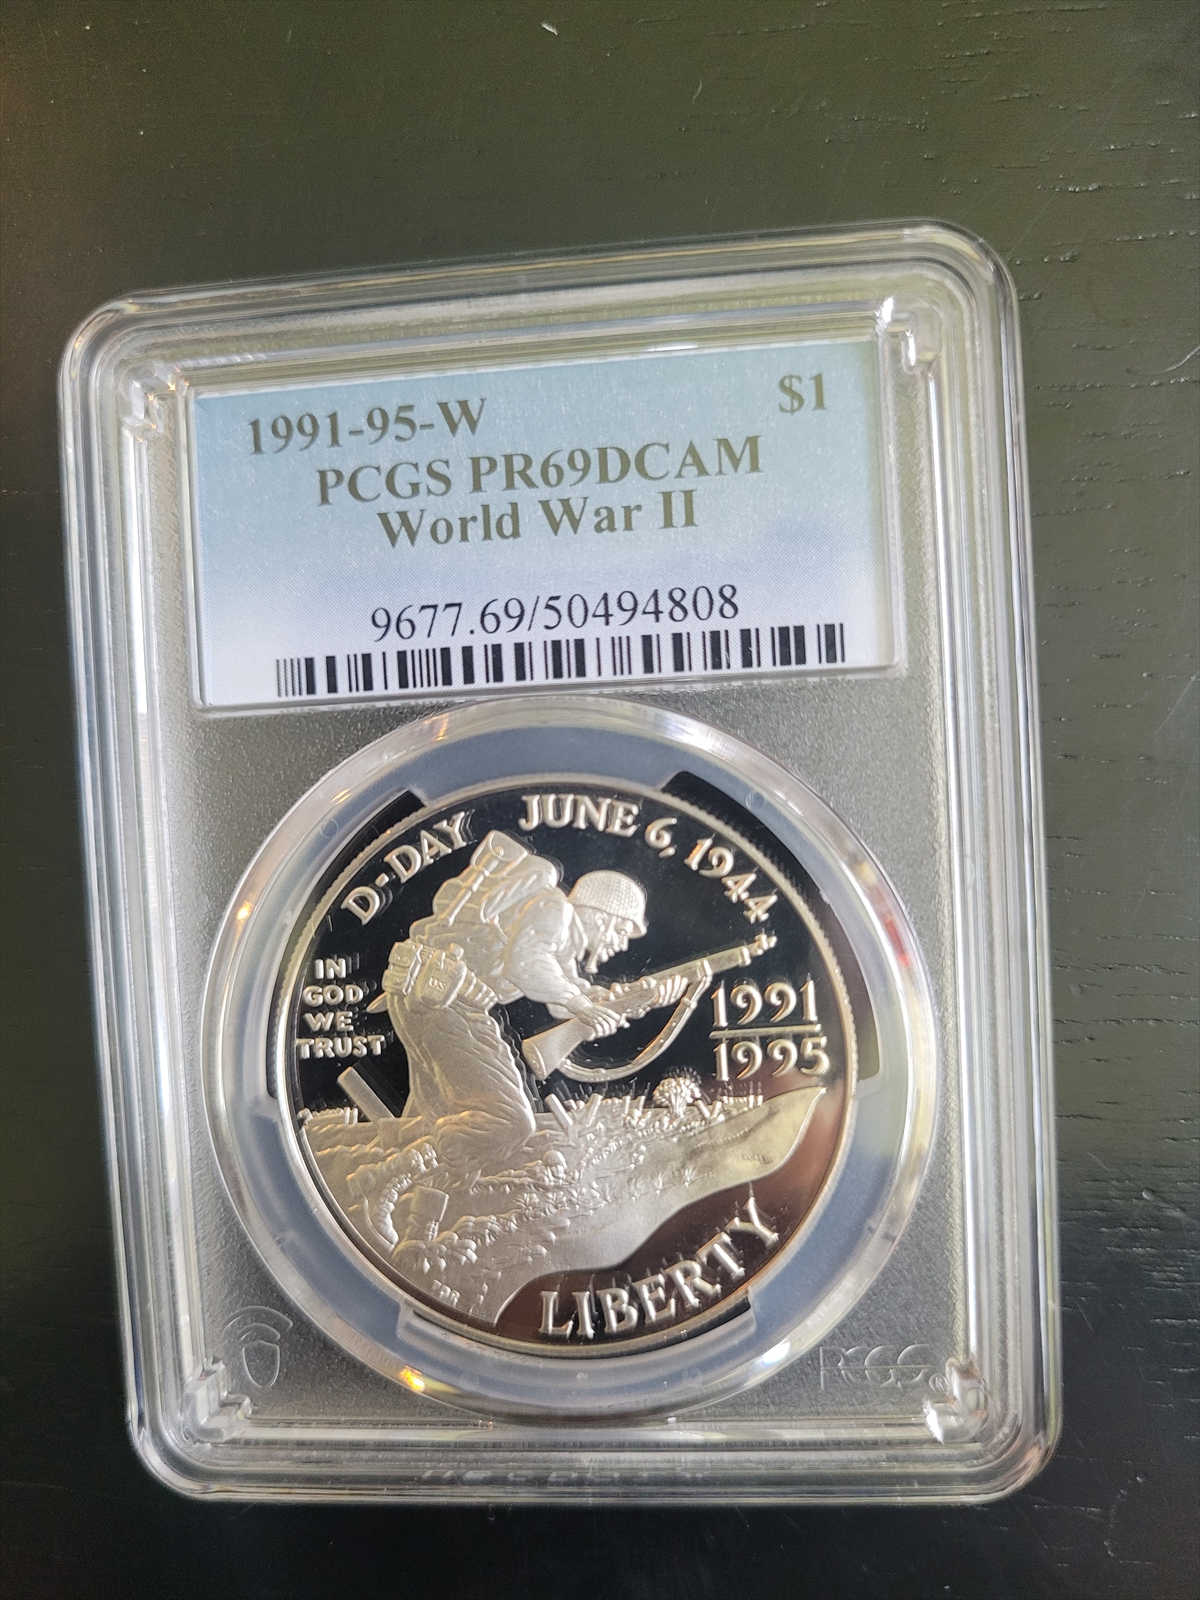 1991-95-W $1
PCGS PR69DCAM
World War II
9677.69/50494808
D-DAY JUNE 6, 1944
IN
GOD
WE
TRUST
1991
1995
LIBERTY
PCGS